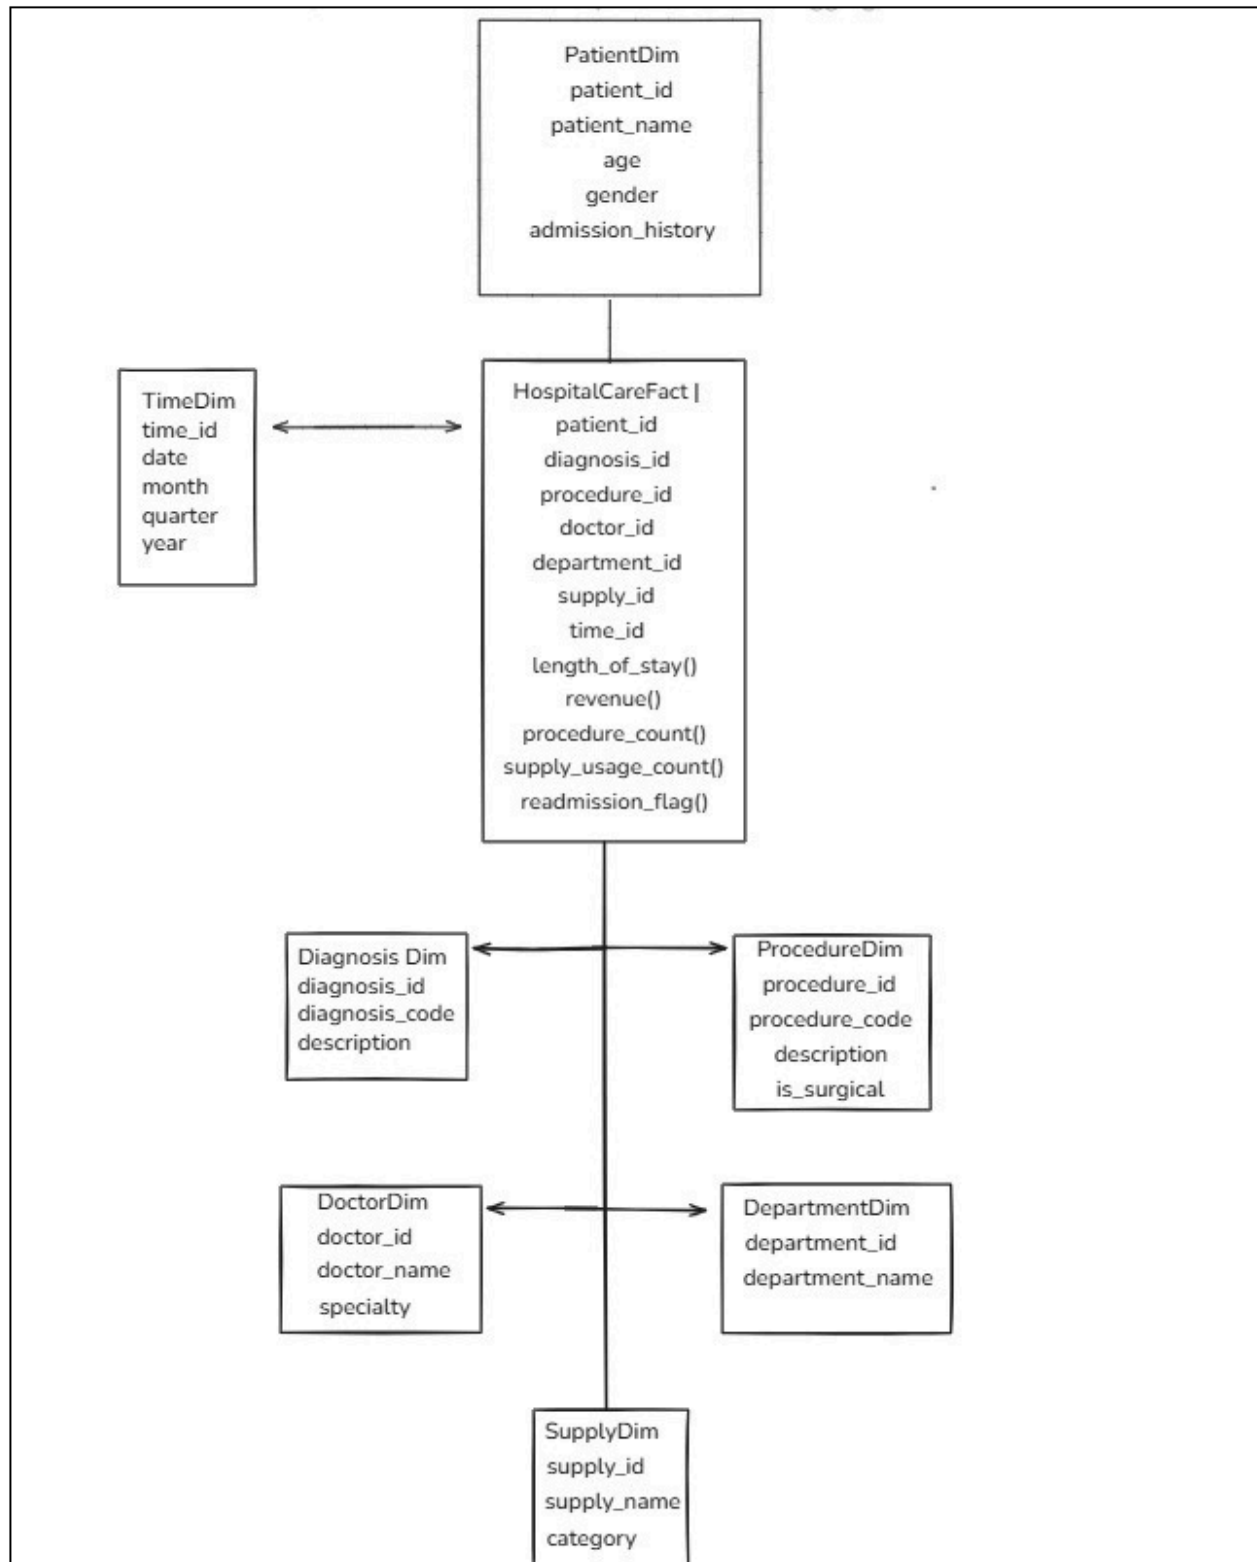 PatientDim
patient_id
patient_name
age
gender
admission_history
TimeDim
time_id
date
month
quarter
year
HospitalCareFact |
patient_id
diagnosis_id
procedure_id
doctor_id
department_id
supply_id
time_id
length_of_stay()
revenue()
procedure_count()
supply_usage_count()
readmission_flag()
Diagnosis Dim
diagnosis_id
diagnosis_code
description
ProcedureDim
procedure_id
procedure_code
description
is_surgical
DoctorDim
doctor_id
doctor_name
specialty
DepartmentDim
department_id
department_name
SupplyDim
supply_id
supply_name
category